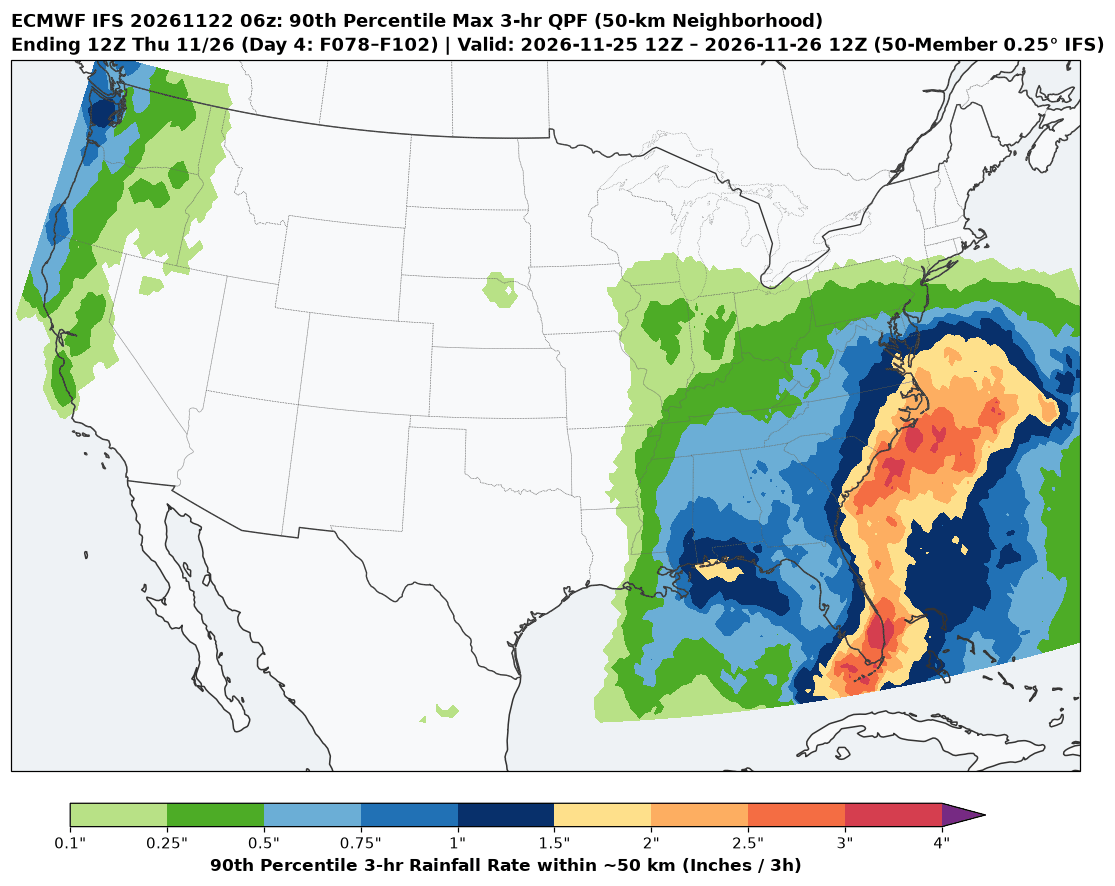 ECMWF IFS 20261122 06z: 90th Percentile Max 3-hr QPF (50-km Neighborhood)
Ending 12Z Thu 11/26 (Day 4: F078–F102) | Valid: 2026-11-25 12Z – 2026-11-26 12Z (50-Member 0.25° IFS)
0.1" 0.25" 0.5" 0.75" 1" 1.5" 2" 2.5" 3" 4"
90th Percentile 3-hr Rainfall Rate within ~50 km (Inches / 3h)